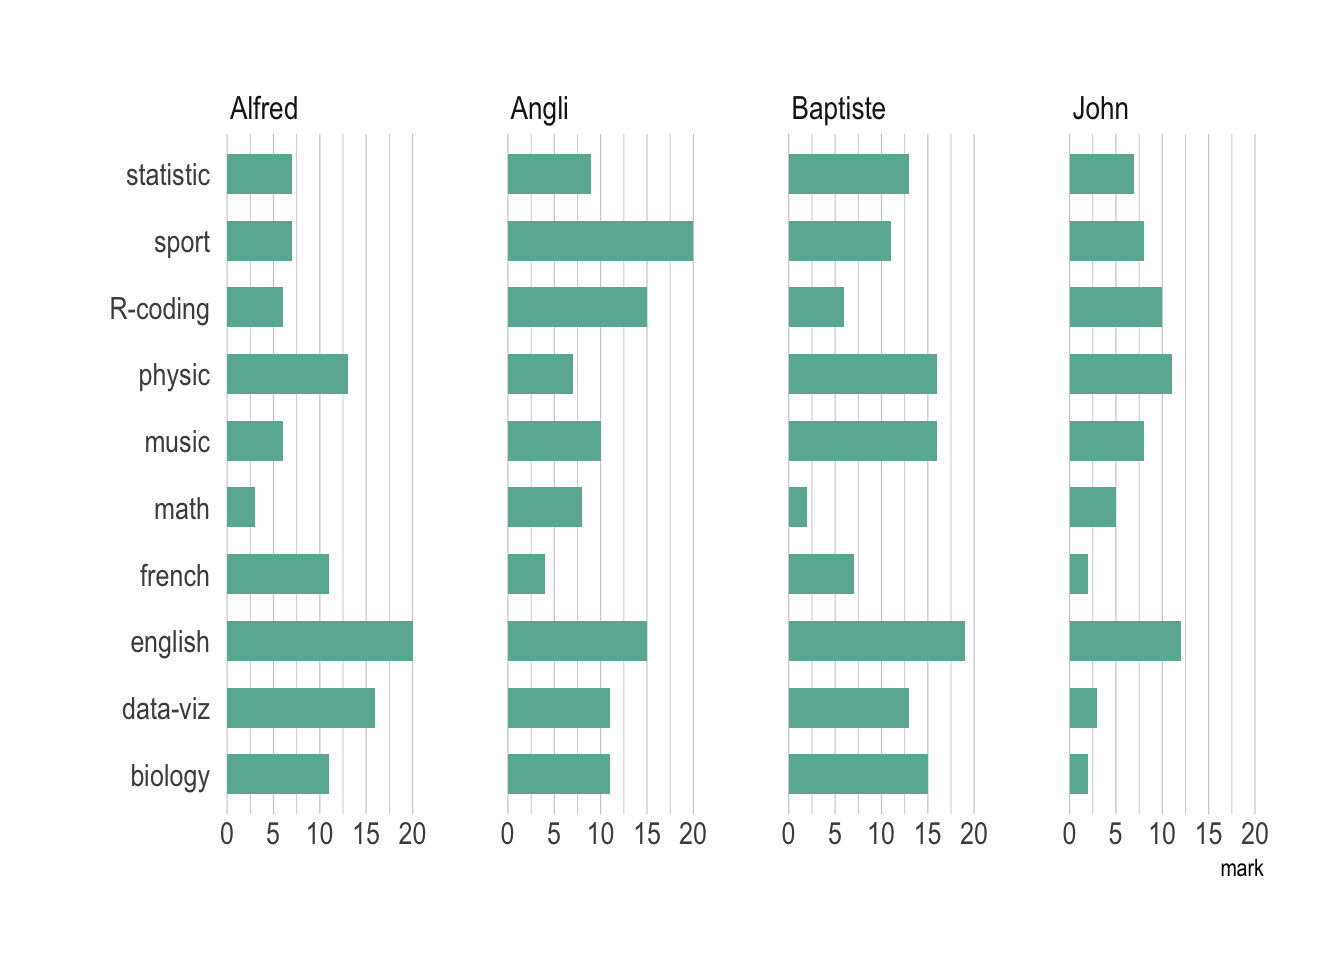 Alfred Angli Baptiste John
statistic
sport
R-coding
physic
music
math
french
english
data-viz
biology
0 5 10 15 20 0 5 10 15 20 0 5 10 15 20 0 5 10 15 20
mark